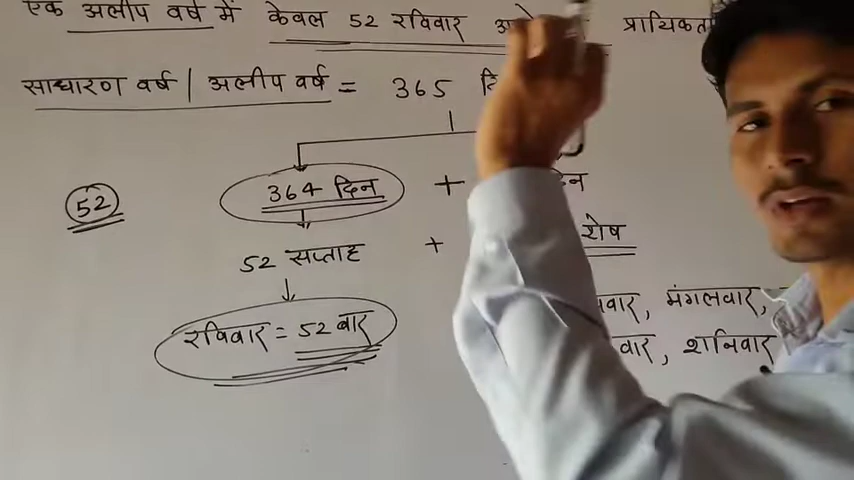 एक अलीप वर्ष में केवल 52 रविवार प्रायिकता
साधारण वर्ष | अलीप वर्ष = 365
364 दिन + दिन
52
52 सप्ताह + शेष
रविवार = 52 बार
मंगलवार,
शनिवार